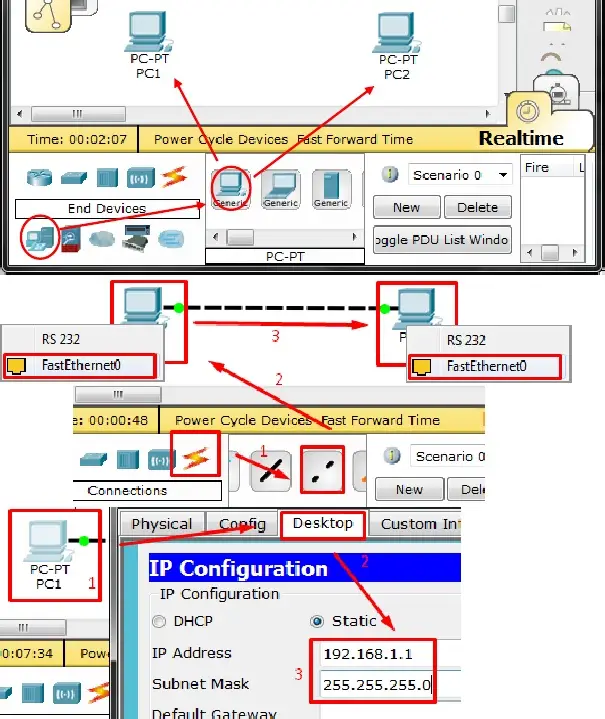 PC-PT
PC1
PC-PT
PC2
Time: 00:02:07 Power Cycle Devices Fast Forward Time
Realtime
End Devices
Generic
Generic
Generic
PC-PT
Scenario 0
New
Delete
oggle PDU List Windo
Fire
L
3
RS 232
FastEthernet0
RS 232
FastEthernet0
2
e: 00:00:48 Power Cycle Devices Fast Forward Time
1
Connections
Scenario 0
New
Del
PC-PT
PC1
1
0:07:34 Pow
Physical
Config
Desktop
Custom Int
2
IP Configuration
IP Configuration
DHCP
Static
IP Address
192.168.1.1
3
Subnet Mask
255.255.255.0
Default Gateway